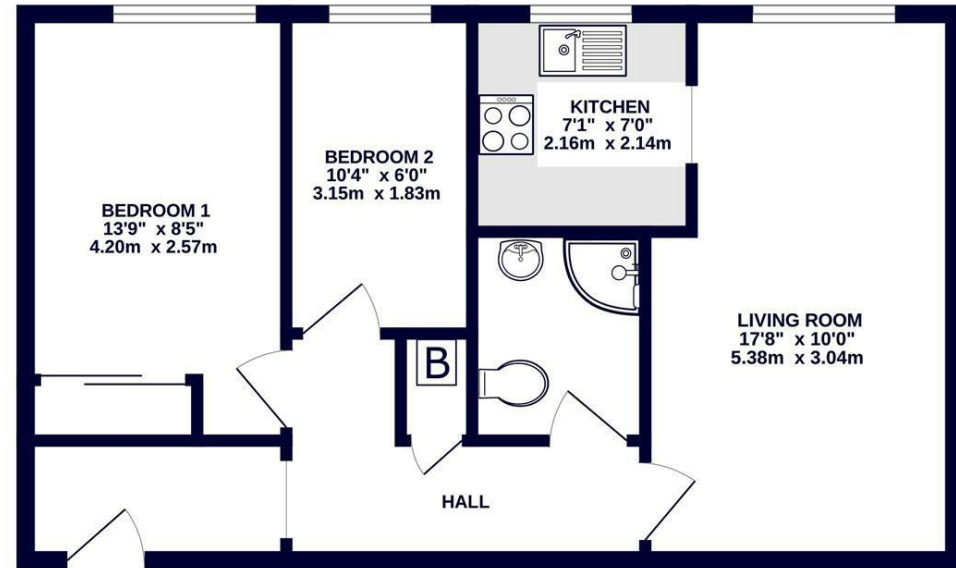 KITCHEN
7'1" x 7'0"
2.16m x 2.14m
BEDROOM 2
10'4" x 6'0"
3.15m x 1.83m
BEDROOM 1
13'9" x 8'5"
4.20m x 2.57m
LIVING ROOM
17'8" x 10'0"
5.38m x 3.04m
B
HALL